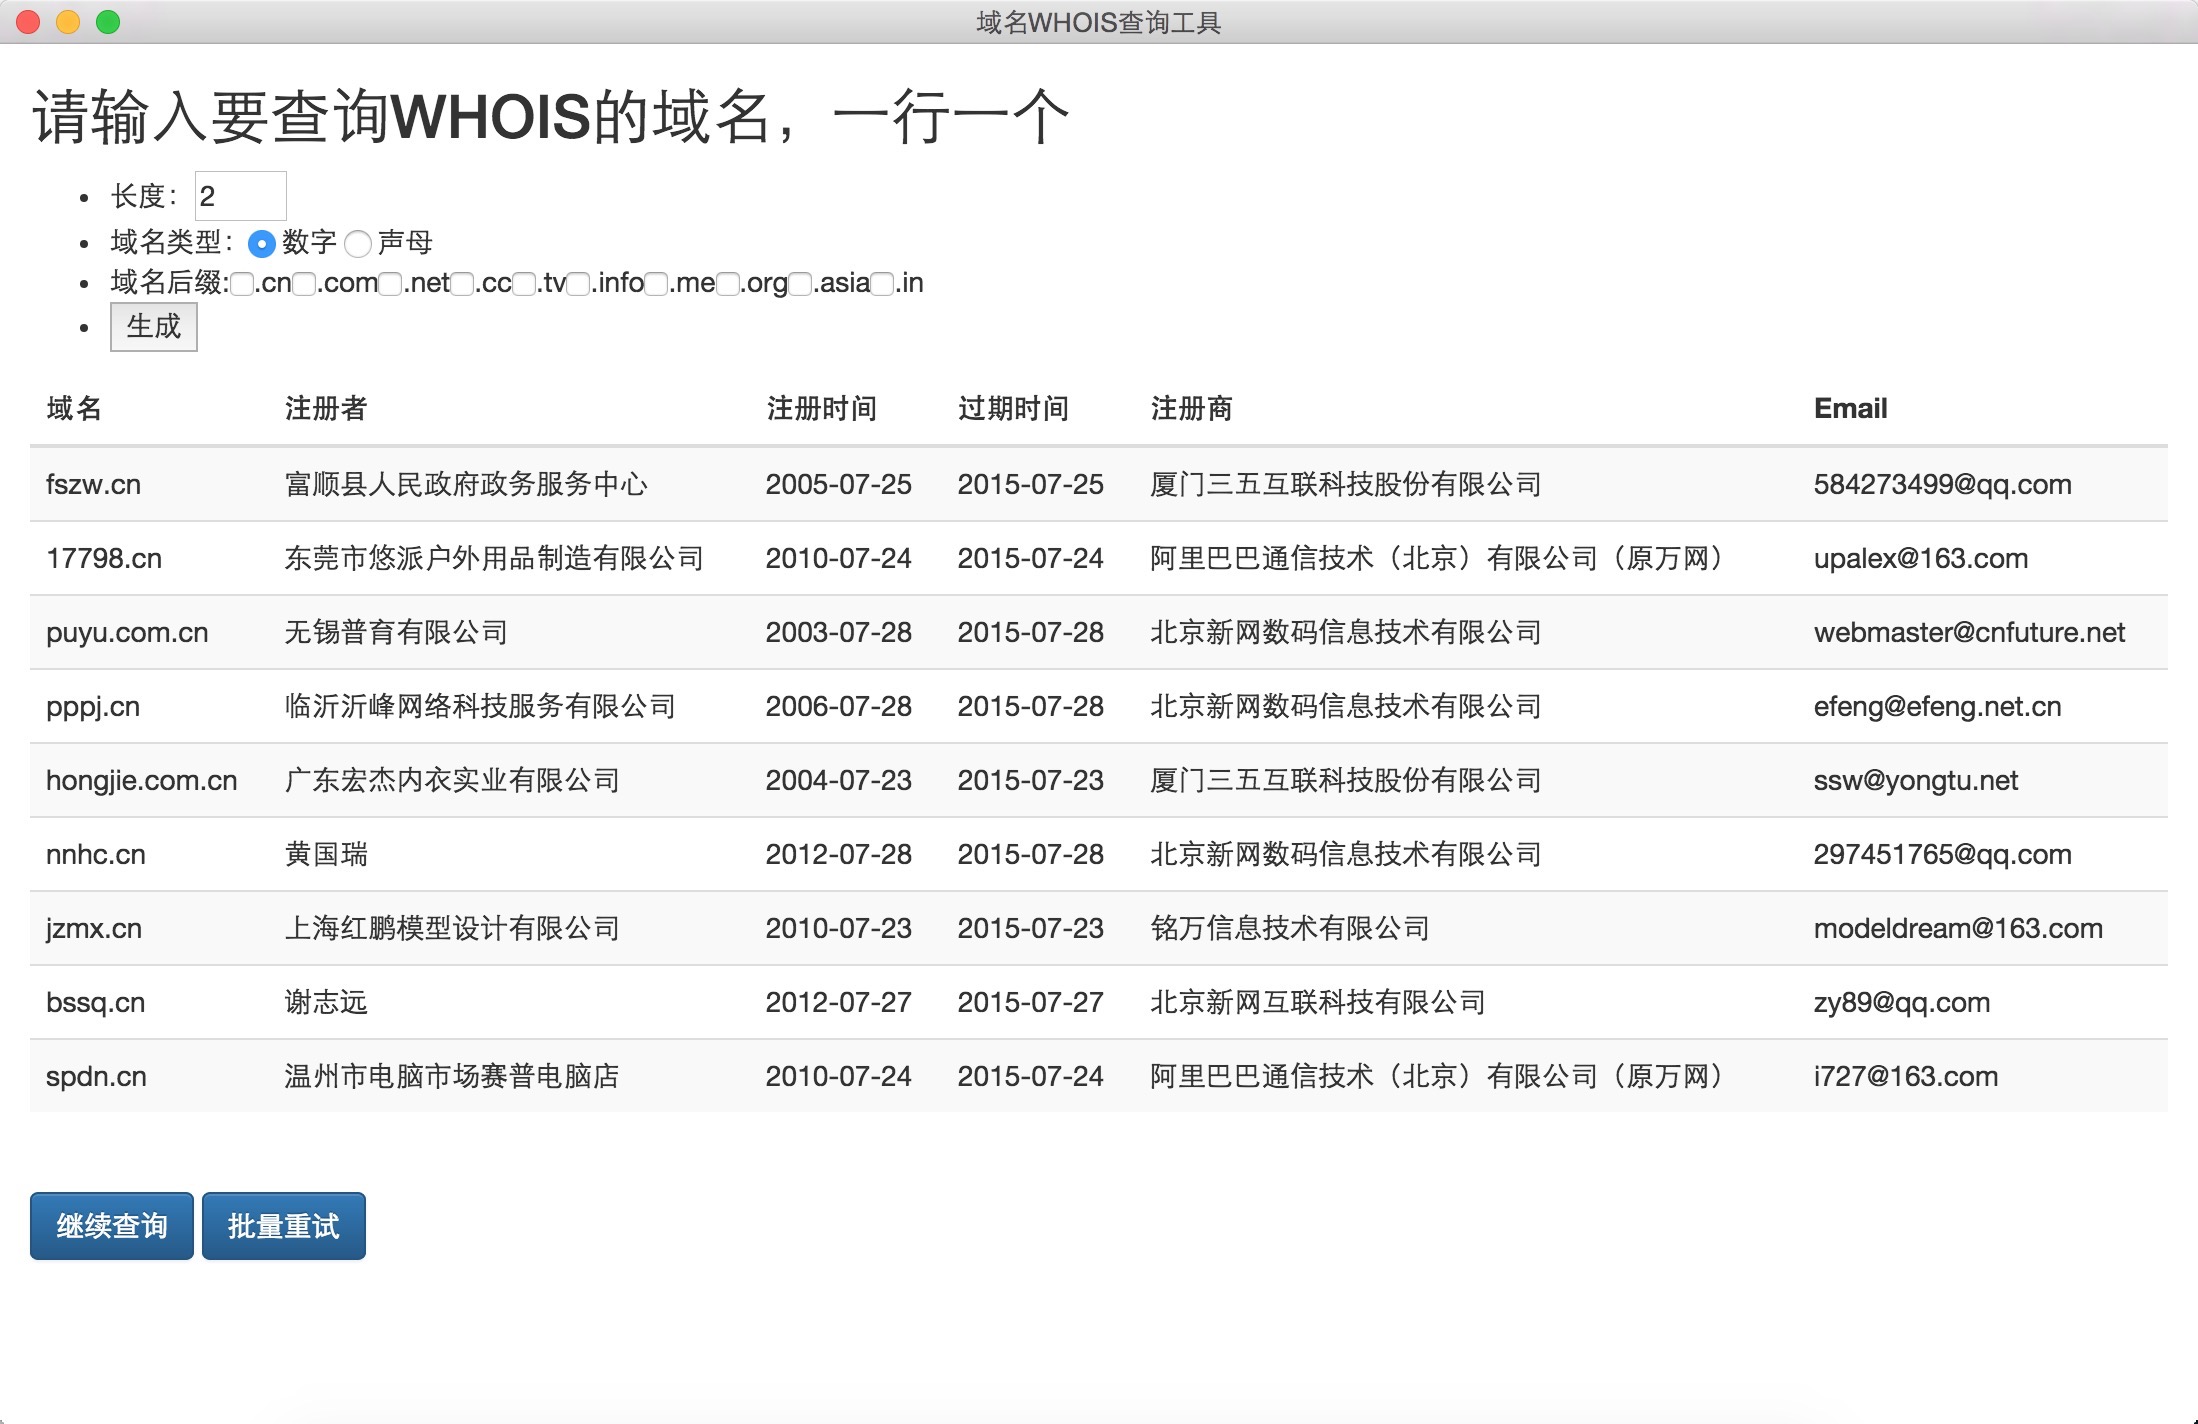 域名WHOIS查询工具
请输入要查询WHOIS的域名，一行一个
• 长度： 2
• 域名类型： 数字 声母
• 域名后缀: .cn .com .net .cc .tv .info .me .org .asia .in
• 生成
域名 注册者 注册时间 过期时间 注册商 Email
fszw.cn 富顺县人民政府政务服务中心 2005-07-25 2015-07-25 厦门三五互联科技股份有限公司 584273499@qq.com
17798.cn 东莞市悠派户外用品制造有限公司 2010-07-24 2015-07-24 阿里巴巴通信技术（北京）有限公司（原万网） upalex@163.com
puyu.com.cn 无锡普育有限公司 2003-07-28 2015-07-28 北京新网数码信息技术有限公司 webmaster@cnfuture.net
pppj.cn 临沂沂峰网络科技服务有限公司 2006-07-28 2015-07-28 北京新网数码信息技术有限公司 efeng@efeng.net.cn
hongjie.com.cn 广东宏杰内衣实业有限公司 2004-07-23 2015-07-23 厦门三五互联科技股份有限公司 ssw@yongtu.net
nnhc.cn 黄国瑞 2012-07-28 2015-07-28 北京新网数码信息技术有限公司 297451765@qq.com
jzmx.cn 上海红鹏模型设计有限公司 2010-07-23 2015-07-23 铭万信息技术有限公司 modeldream@163.com
bssq.cn 谢志远 2012-07-27 2015-07-27 北京新网互联科技有限公司 zy89@qq.com
spdn.cn 温州市电脑市场赛普电脑店 2010-07-24 2015-07-24 阿里巴巴通信技术（北京）有限公司（原万网） i727@163.com
继续查询 批量重试